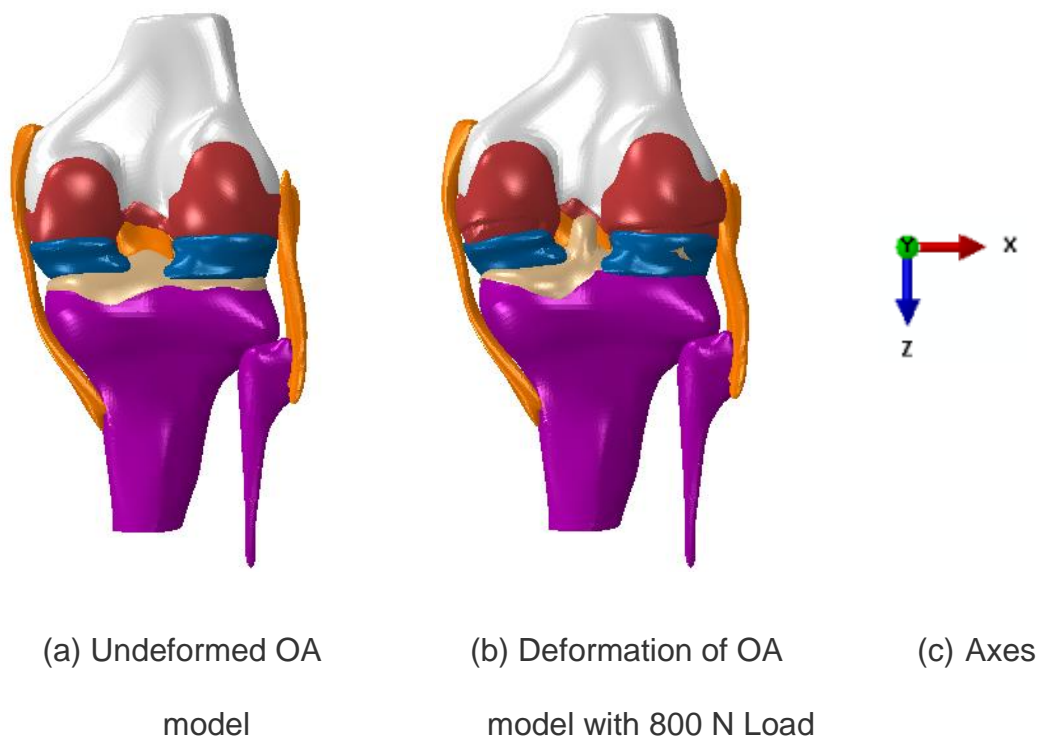 Y
X
Z
(a) Undeformed OA
model
(b) Deformation of OA
model with 800 N Load
(c) Axes